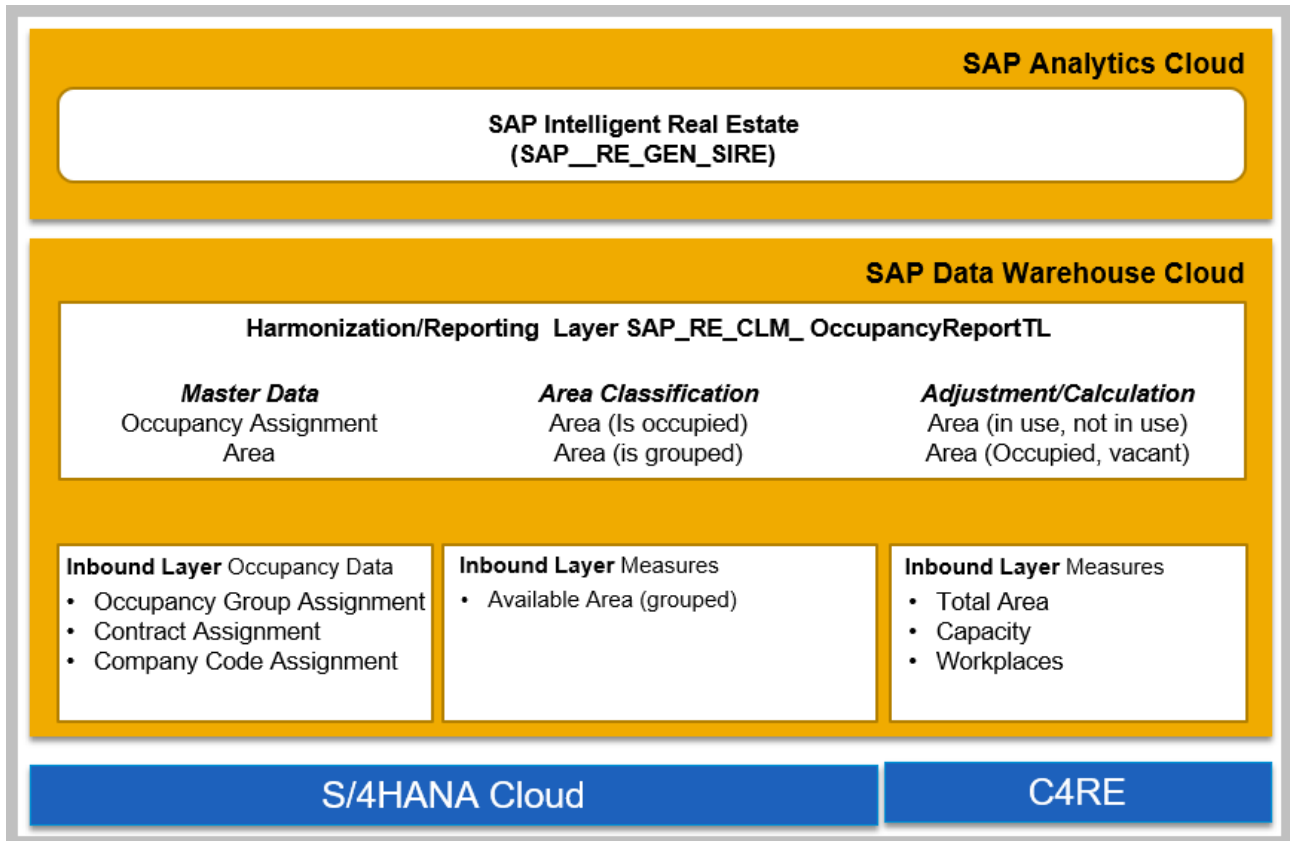 SAP Analytics Cloud
SAP Intelligent Real Estate
(SAP__RE_GEN_SIRE)
SAP Data Warehouse Cloud
Harmonization/Reporting Layer SAP_RE_CLM_ OccupancyReportTL
Master Data
Occupancy Assignment
Area
Area Classification
Area (Is occupied)
Area (is grouped)
Adjustment/Calculation
Area (in use, not in use)
Area (Occupied, vacant)
Inbound Layer Occupancy Data
• Occupancy Group Assignment
• Contract Assignment
• Company Code Assignment
Inbound Layer Measures
• Available Area (grouped)
Inbound Layer Measures
• Total Area
• Capacity
• Workplaces
S/4HANA Cloud
C4RE